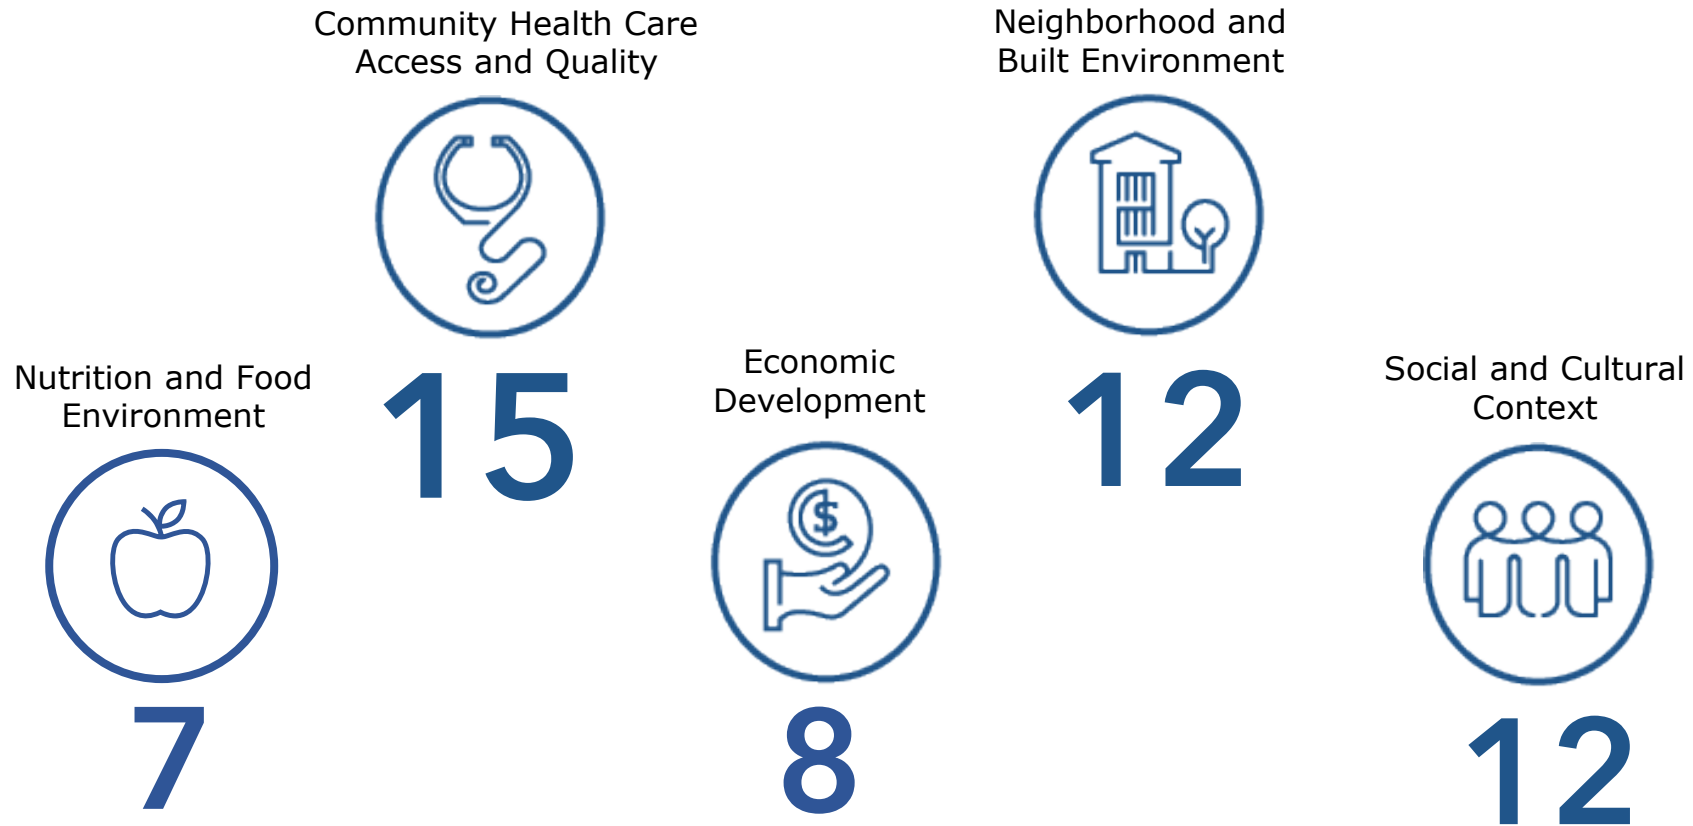 Community Health Care
Access and Quality
15
Neighborhood and
Built Environment
12
Nutrition and Food
Environment
7
Economic
Development
$
8
Social and Cultural
Context
12